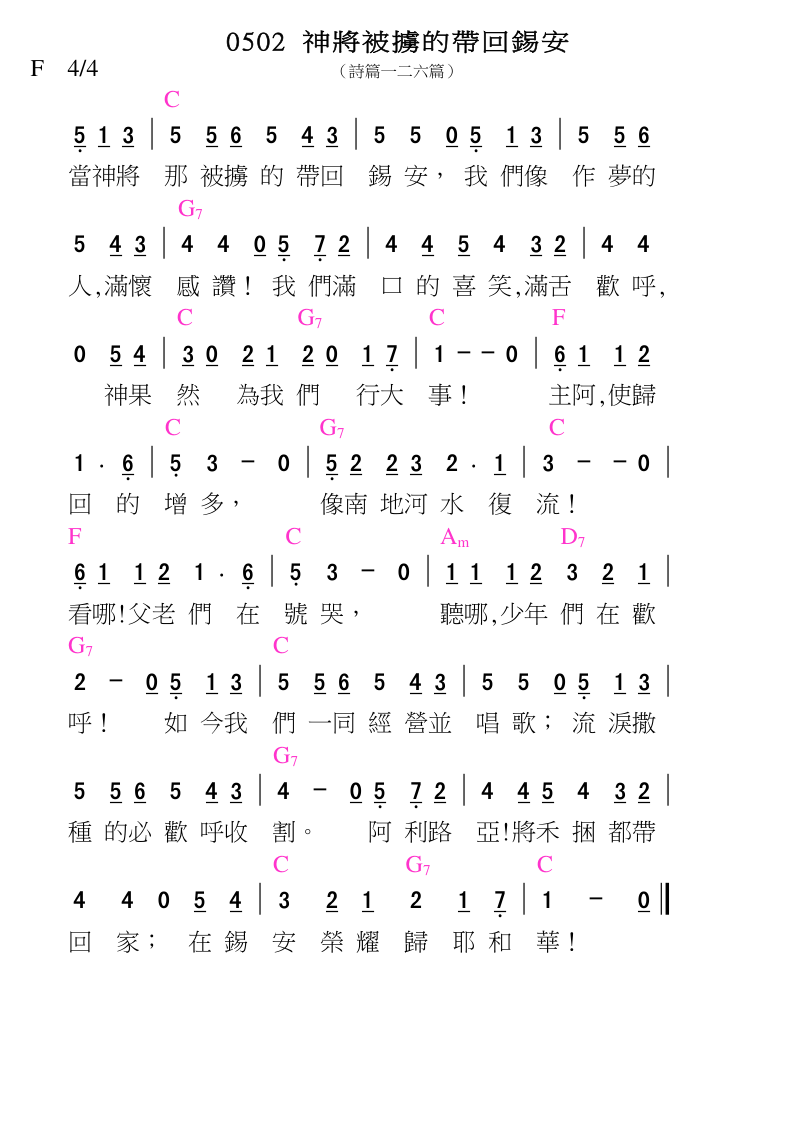 0502 神將被擄的帶回錫安
F 4/4 （詩篇一二六篇）
C
5 1 3 | 5 5 6 5 4 3 | 5 5 0 5 1 3 | 5 5 6
當神將 那 被擄 的 帶回 錫 安， 我 們像 作 夢的
G7
5 4 3 | 4 4 0 5 7 2 | 4 4 5 4 3 2 | 4 4
人,滿懷 感 讚！ 我 們滿 口 的 喜 笑,滿舌 歡 呼,
C G7 C F
0 5 4 | 3 0 2 1 2 0 1 7 | 1 - - 0 | 6 1 1 2
神果 然 為我 們 行大 事！ 主阿,使歸
C G7 C
1 . 6 | 5 3 - 0 | 5 2 2 3 2 . 1 | 3 - - 0 |
回 的 增 多， 像南 地河 水 復 流！
F C Am D7
6 1 1 2 1 . 6 | 5 3 - 0 | 1 1 1 2 3 2 1 |
看哪!父老 們 在 號 哭， 聽哪,少年 們 在 歡
G7 C
2 - 0 5 1 3 | 5 5 6 5 4 3 | 5 5 0 5 1 3 |
呼！ 如 今我 們 一同 經 營並 唱 歌； 流 淚撒
G7
5 5 6 5 4 3 | 4 - 0 5 7 2 | 4 4 5 4 3 2 |
種 的必 歡 呼收 割。 阿 利路 亞!將禾 捆 都帶
C G7 C
4 4 0 5 4 | 3 2 1 2 1 7 | 1 - 0 ‖
回 家； 在 錫 安 榮 耀 歸 耶 和 華！